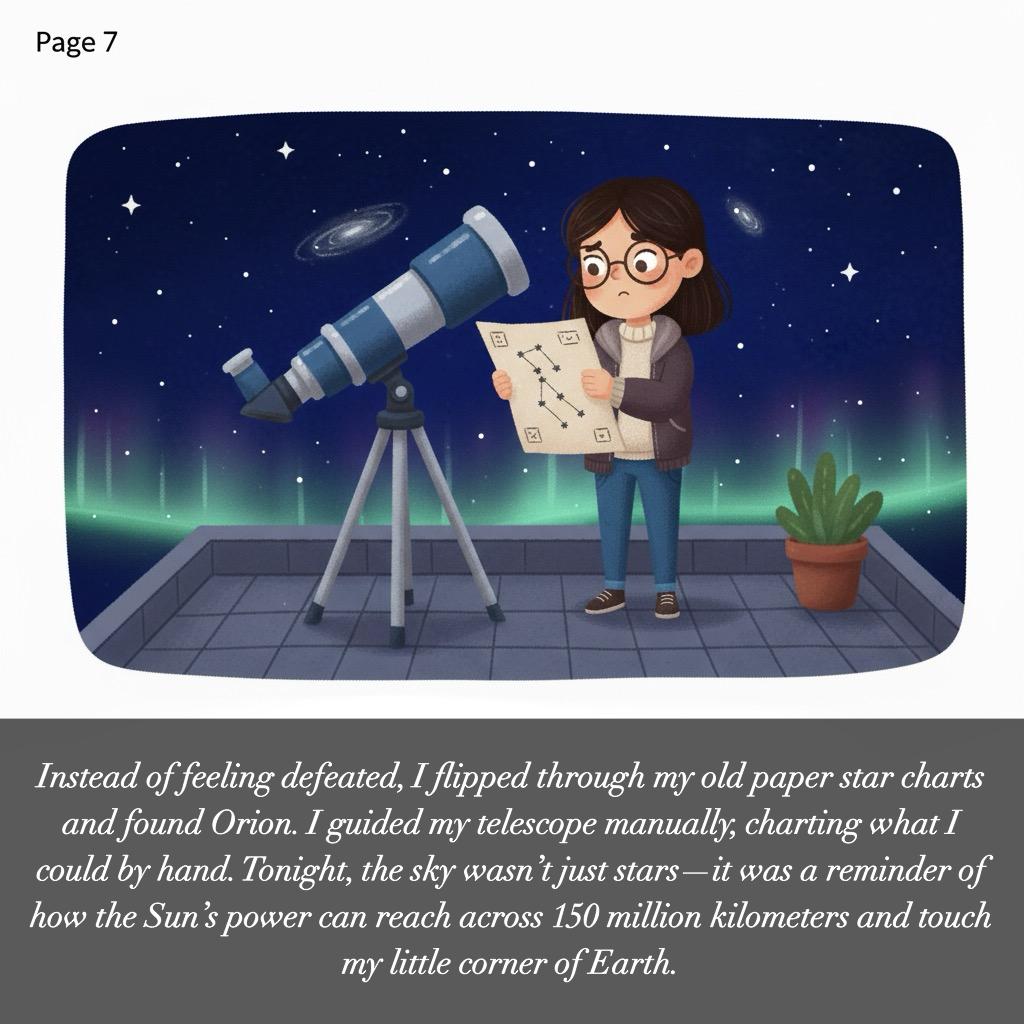 Page 7
Instead of feeling defeated, I flipped through my old paper star charts
and found Orion. I guided my telescope manually, charting what I
could by hand. Tonight, the sky wasn’t just stars—it was a reminder of
how the Sun’s power can reach across 150 million kilometers and touch
my little corner of Earth.